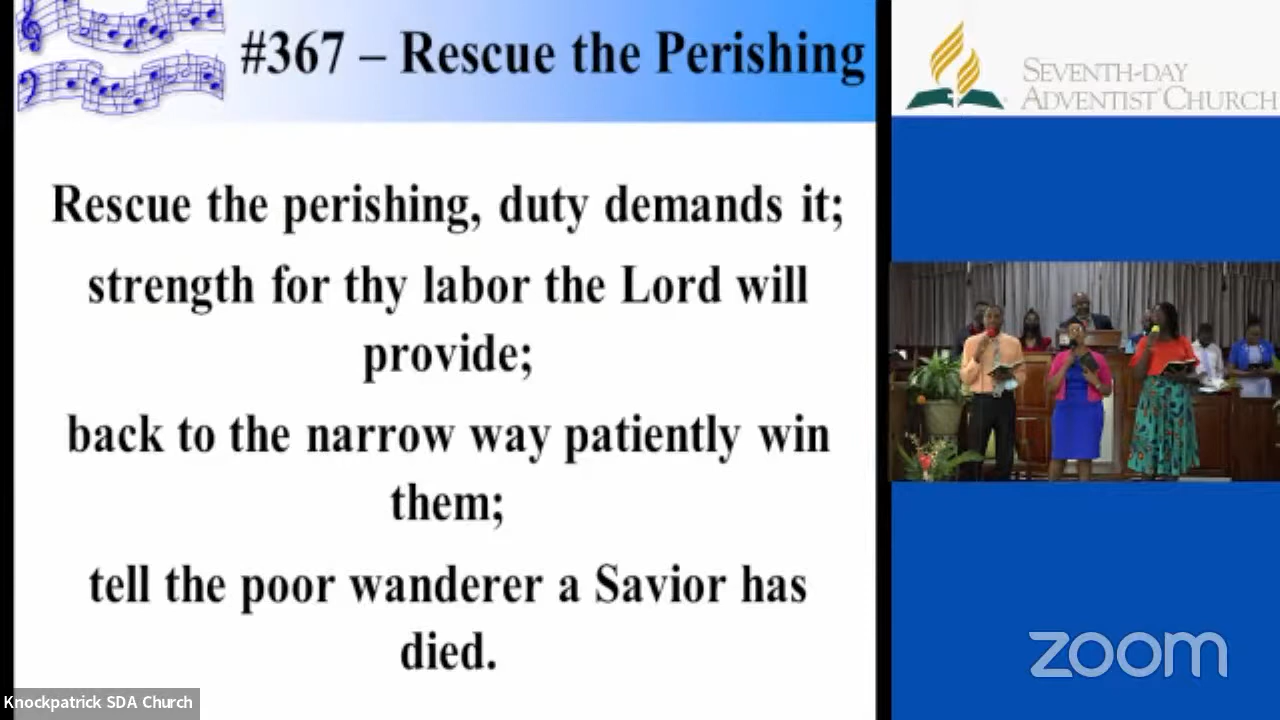 #367 – Rescue the Perishing
Rescue the perishing, duty demands it;
strength for thy labor the Lord will
provide;
back to the narrow way patiently win
them;
tell the poor wanderer a Savior has
died.
SEVENTH-DAY
ADVENTIST CHURCH
zoom
Knockpatrick SDA Church